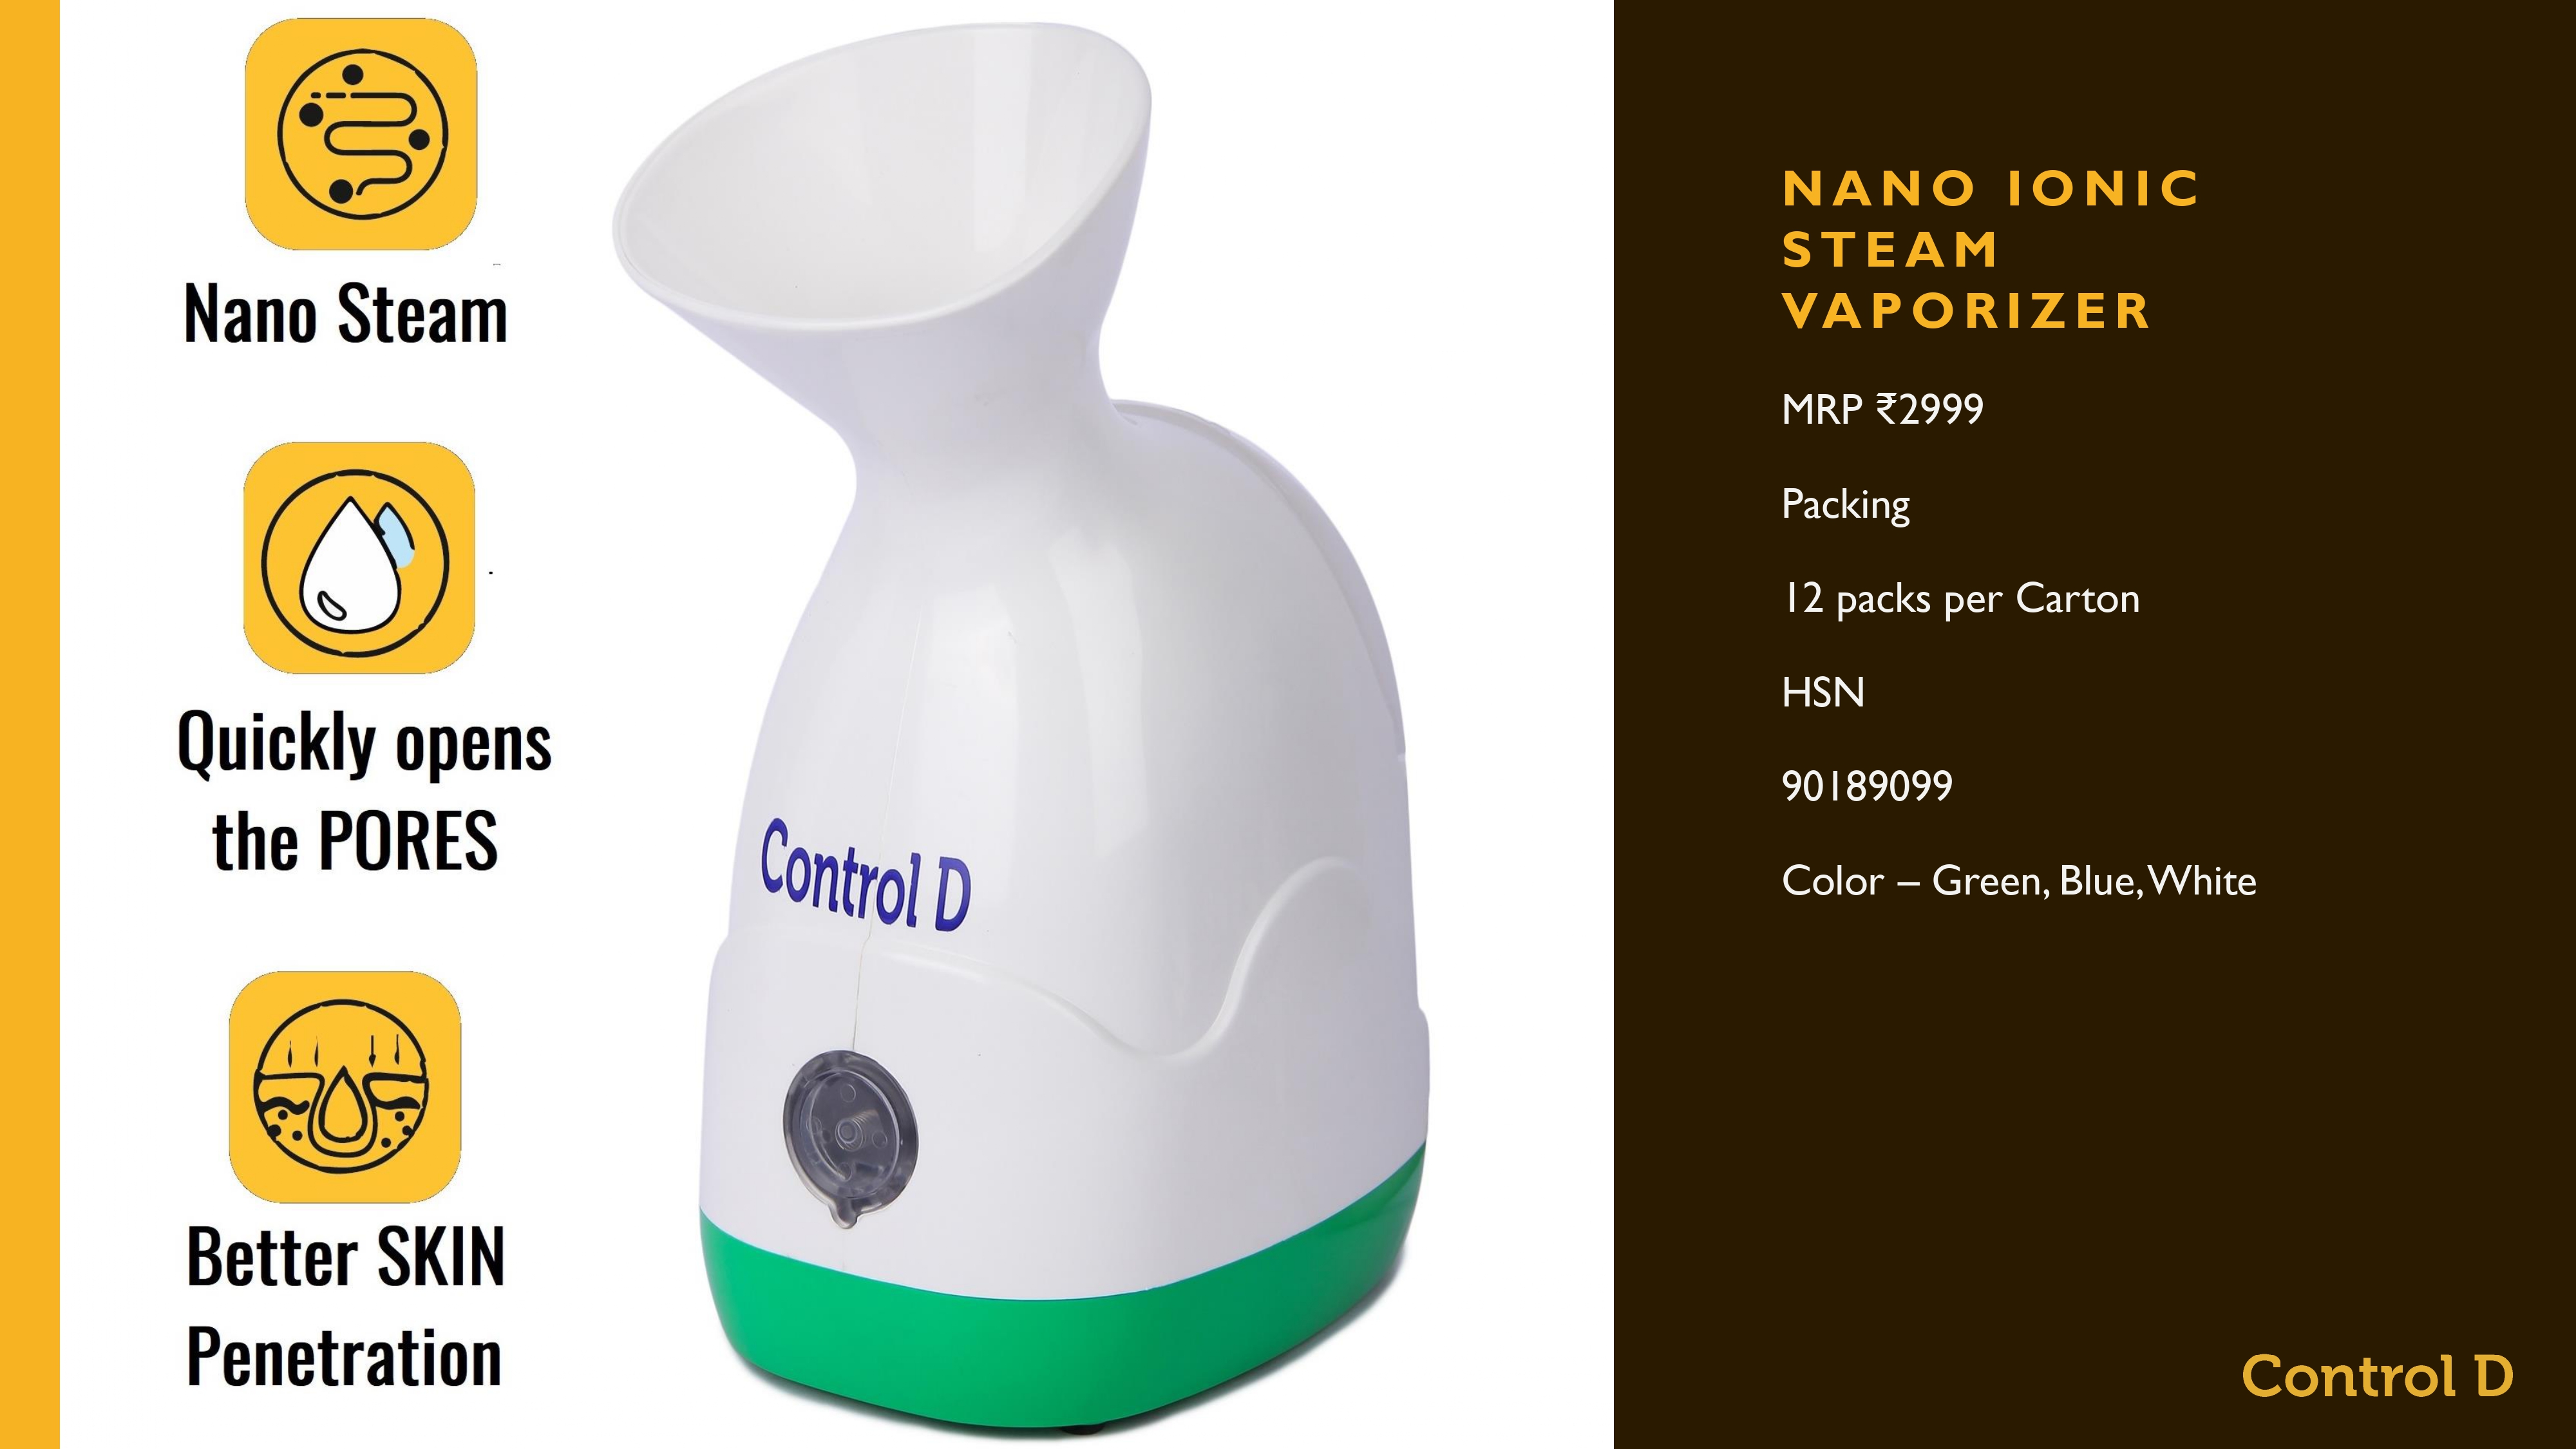 Nano Steam
Quickly opens
the PORES
Better SKIN
Penetration
Control D
NANO IONIC
STEAM
VAPORIZER
MRP ₹2999
Packing
12 packs per Carton
HSN
90189099
Color – Green, Blue, White
Control D